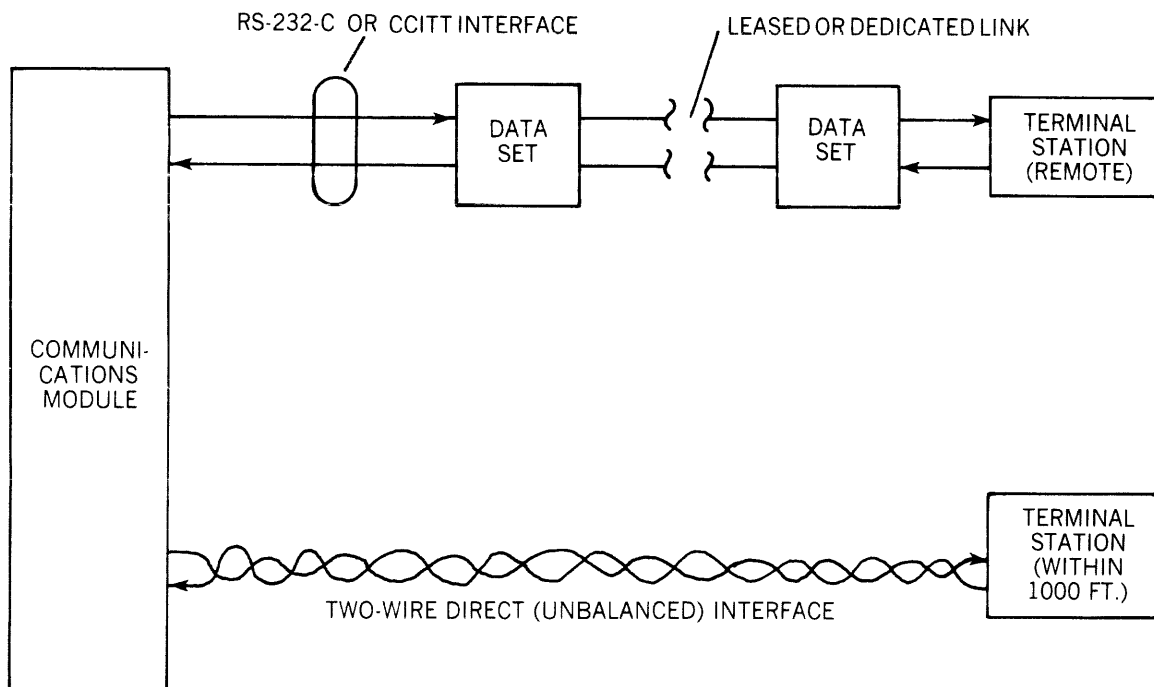 RS-232-C OR CCITT INTERFACE
LEASED OR DEDICATED LINK
DATA
SET
DATA
SET
TERMINAL
STATION
(REMOTE)
COMMUNI-
CATIONS
MODULE
TERMINAL
STATION
(WITHIN
1000 FT.)
TWO-WIRE DIRECT (UNBALANCED) INTERFACE